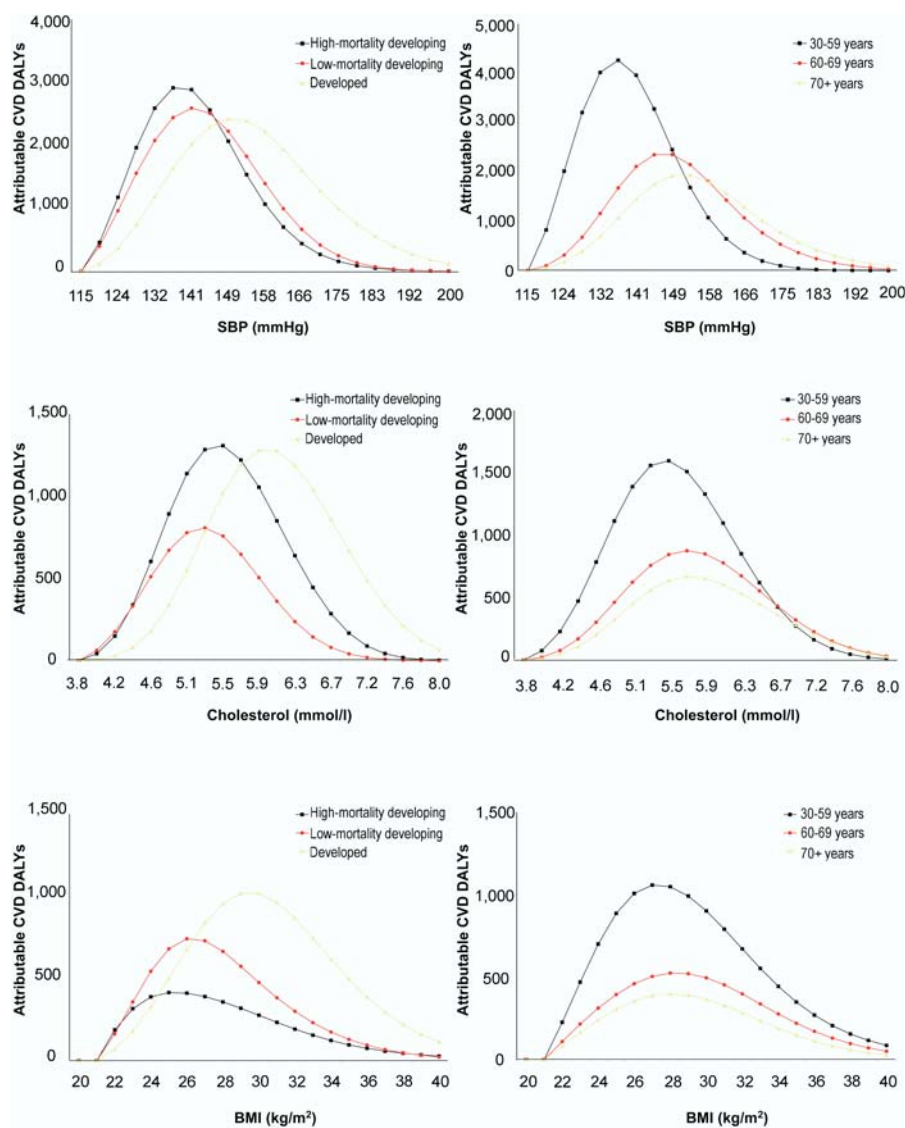 4,000
3,000
2,000
1,000
0
Attributable CVD DALYs
High-mortality developing
Low-mortality developing
Developed
115 124 132 141 149 158 166 175 183 192 200
SBP (mmHg)
5,000
4,000
3,000
2,000
1,000
0
Attributable CVD DALYs
30-59 years
60-69 years
70+ years
115 124 132 141 149 158 166 175 183 192 200
SBP (mmHg)
1,500
1,000
500
0
Attributable CVD DALYs
High-mortality developing
Low-mortality developing
Developed
3.8 4.2 4.6 5.1 5.5 5.9 6.3 6.7 7.2 7.6 8.0
Cholesterol (mmol/l)
2,000
1,500
1,000
500
0
Attributable CVD DALYs
30-59 years
60-69 years
70+ years
3.8 4.2 4.6 5.1 5.5 5.9 6.3 6.7 7.2 7.6 8.0
Cholesterol (mmol/l)
1,500
1,000
500
0
Attributable CVD DALYs
High-mortality developing
Low-mortality developing
Developed
20 22 24 26 28 30 32 34 36 38 40
BMI (kg/m²)
1,500
1,000
500
0
Attributable CVD DALYs
30-59 years
60-69 years
70+ years
20 22 24 26 28 30 32 34 36 38 40
BMI (kg/m²)